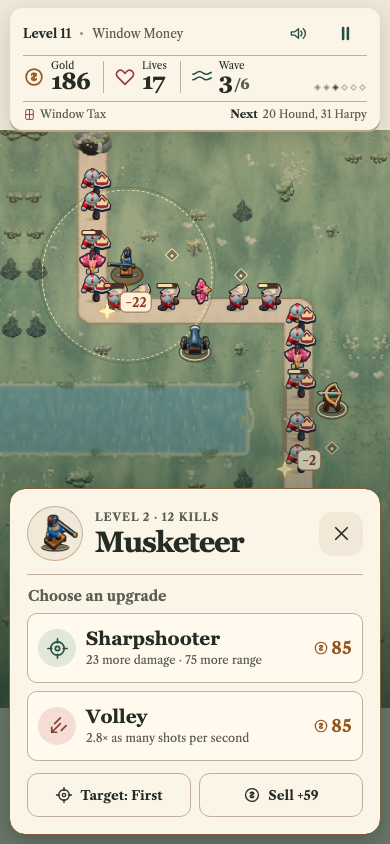 Level 11 · Window Money
Gold
186
Lives
17
Wave
3/6
Window Tax
Next 20 Hound, 31 Harpy
-22
-2
LEVEL 2 · 12 KILLS
Musketeer
Choose an upgrade
Sharpshooter
23 more damage · 75 more range
85
Volley
2.8× as many shots per second
85
Target: First
Sell +59